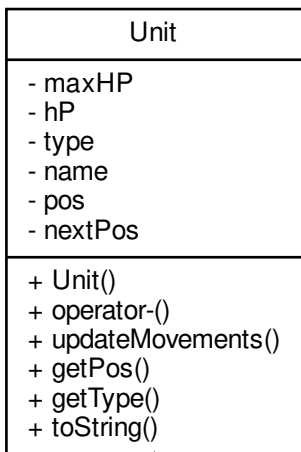 Unit
- maxHP
- hP
- type
- name
- pos
- nextPos
+ Unit()
+ operator-()
+ updateMovements()
+ getPos()
+ getType()
+ toString()